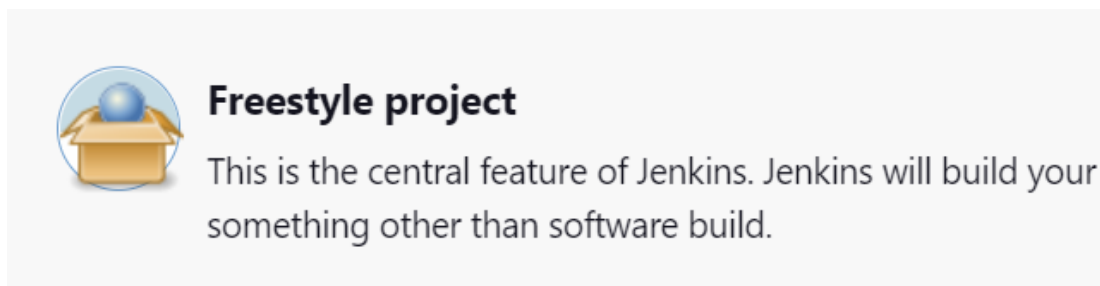 Freestyle project
This is the central feature of Jenkins. Jenkins will build your
something other than software build.